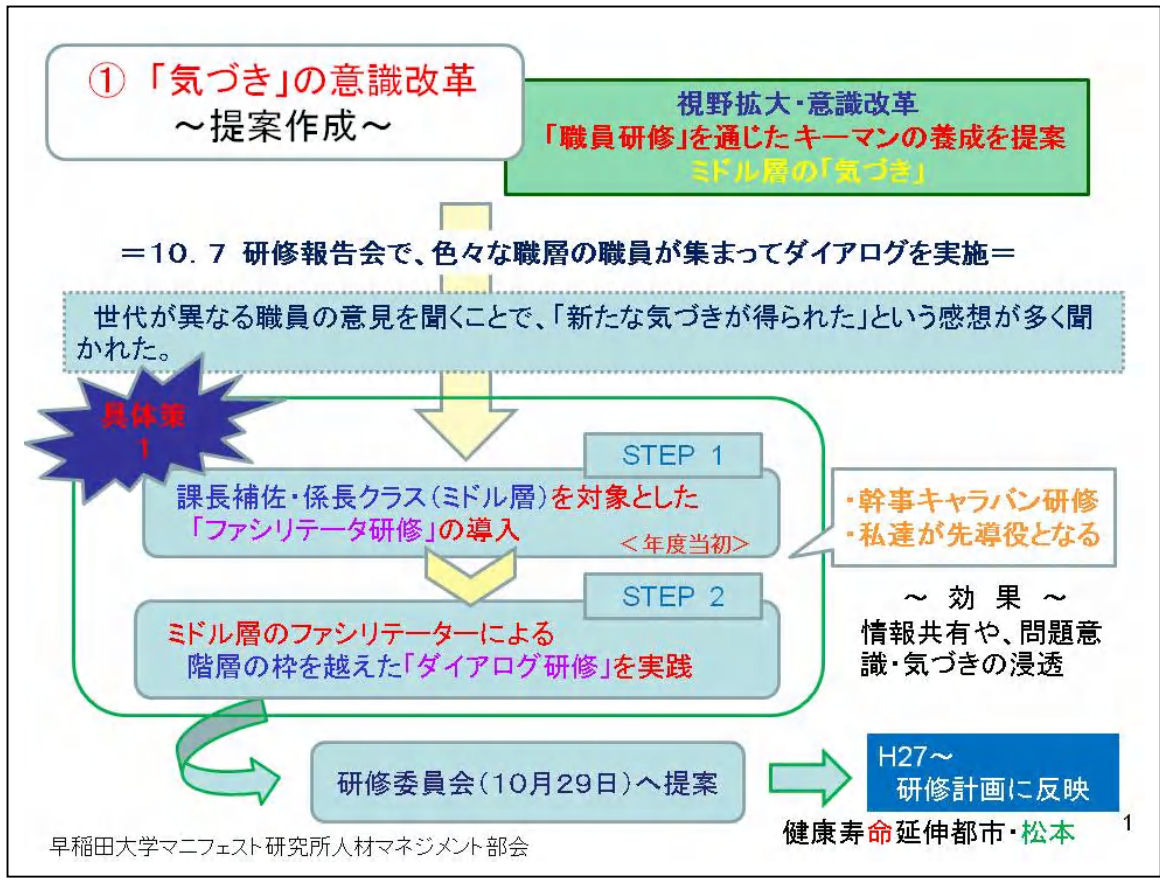 ① 「気づき」の意識改革
～提案作成～
視野拡大・意識改革
「職員研修」を通じたキーマンの養成を提案
ミドル層の「気づき」
＝１０．７ 研修報告会で、色々な職層の職員が集まってダイアログを実施＝
世代が異なる職員の意見を聞くことで、「新たな気づきが得られた」という感想が多く聞
かれた。
具体策
1
STEP 1
課長補佐・係長クラス（ミドル層）を対象とした
「ファシリテータ研修」の導入
＜年度当初＞
・幹事キャラバン研修
・私達が先導役となる
STEP 2
ミドル層のファシリテーターによる
階層の枠を越えた「ダイアログ研修」を実践
～ 効 果 ～
情報共有や、問題意
識・気づきの浸透
研修委員会（１０月２９日）へ提案
H27～
研修計画に反映
健康寿命延伸都市・松本
1
早稲田大学マニフェスト研究所人材マネジメント部会